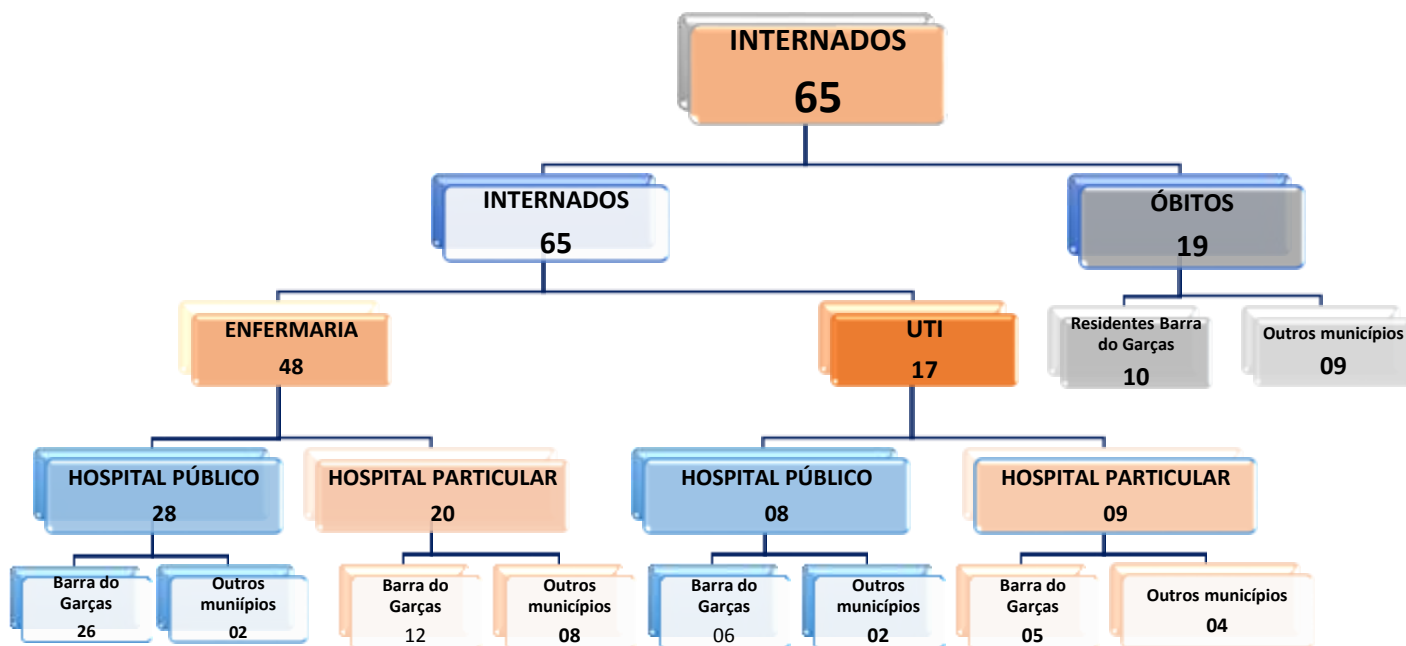 INTERNADOS
65
INTERNADOS
65
ÓBITOS
19
ENFERMARIA
48
UTI
17
Residentes Barra
do Garças
10
Outros municípios
09
HOSPITAL PÚBLICO
28
HOSPITAL PARTICULAR
20
HOSPITAL PÚBLICO
08
HOSPITAL PARTICULAR
09
Barra do
Garças
26
Outros
muniípios
02
Barra do
Garças
12
Outros
municípios
08
Barra do
Garças
06
Outros
municípios
02
Barra do
Garças
05
Outros municípios
04